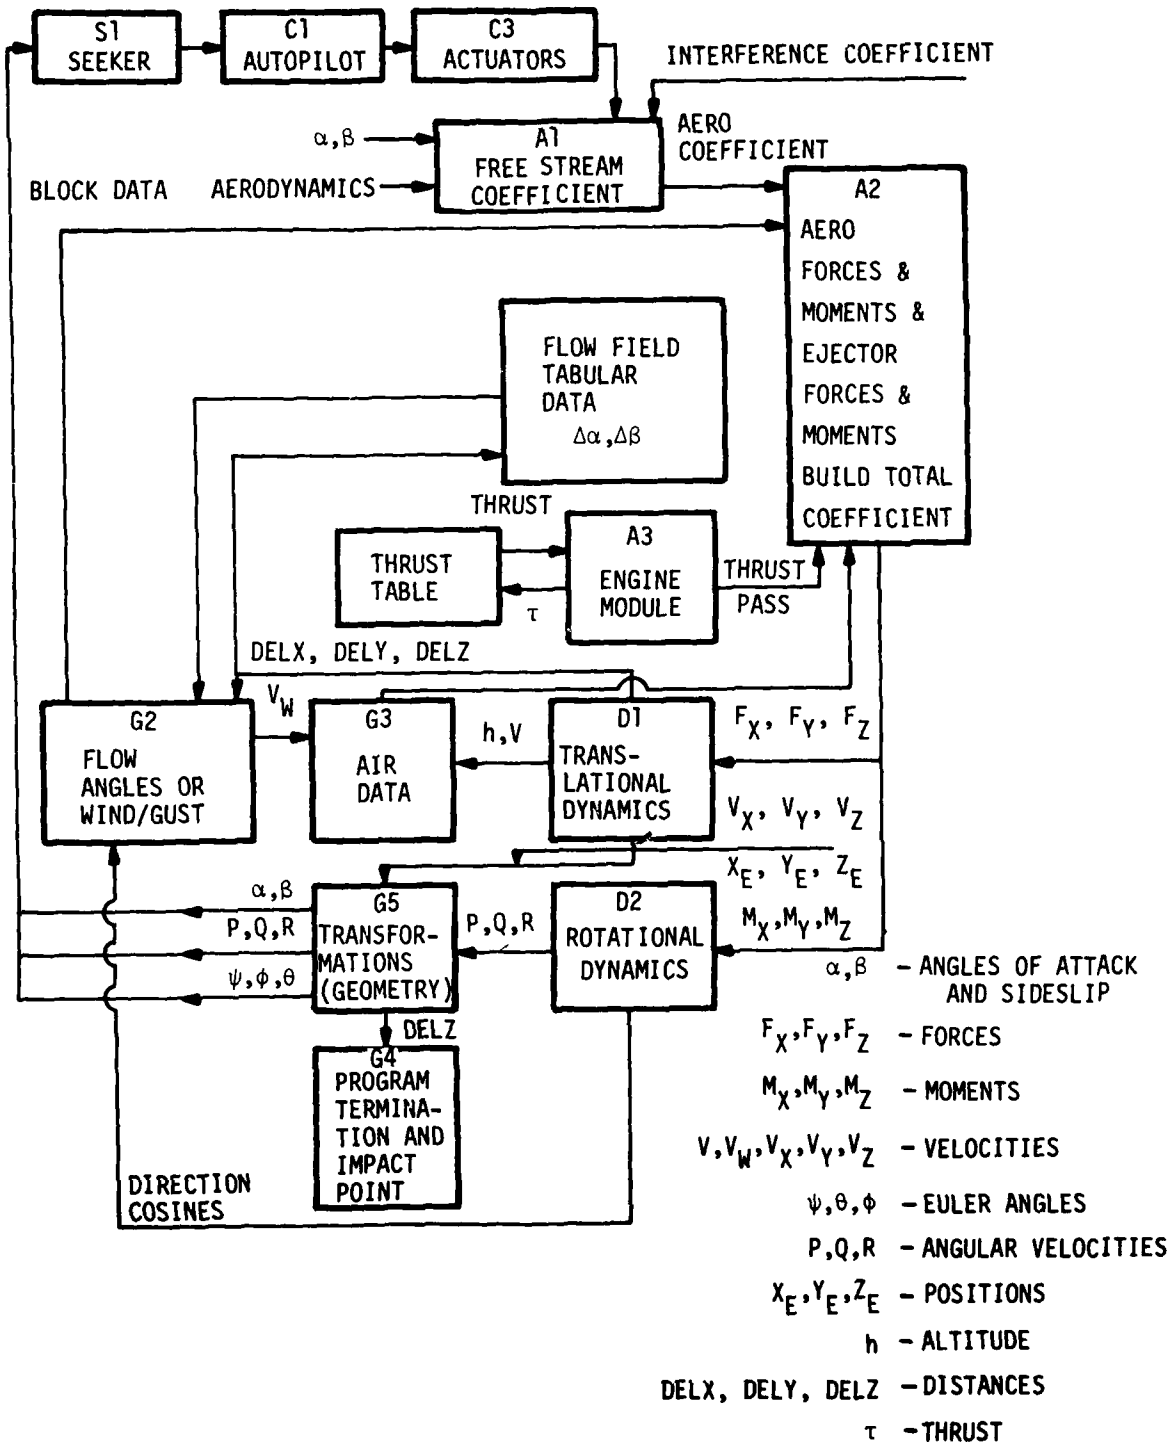 S1
SEEKER
C1
AUTOPILOT
C3
ACTUATORS
INTERFERENCE COEFFICIENT
α,β
A1
FREE STREAM
COEFFICIENT
AERO
COEFFICIENT
BLOCK DATA AERODYNAMICS
A2
AERO
FORCES &
MOMENTS &
EJECTOR
FORCES &
MOMENTS
BUILD TOTAL
COEFFICIENT
FLOW FIELD
TABULAR
DATA
Δα,Δβ
THRUST
THRUST
TABLE
τ
A3
ENGINE
MODULE
THRUST
PASS
DELX, DELY, DELZ
G2
FLOW
ANGLES OR
WIND/GUST
V_W
G3
AIR
DATA
h,V
D1
TRANS-
LATIONAL
DYNAMICS
F_X, F_Y, F_Z
V_X, V_Y, V_Z
X_E, Y_E, Z_E
M_X,M_Y,M_Z
α,β
P,Q,R
ψ,φ,θ
G5
TRANSFOR-
MATIONS
(GEOMETRY)
P,Q,R
D2
ROTATIONAL
DYNAMICS
DELZ
G4
PROGRAM
TERMINA-
TION AND
IMPACT
POINT
DIRECTION
COSINES
α,β - ANGLES OF ATTACK
AND SIDESLIP
F_X,F_Y,F_Z - FORCES
M_X,M_Y,M_Z - MOMENTS
V,V_W,V_X,V_Y,V_Z - VELOCITIES
ψ,θ,φ - EULER ANGLES
P,Q,R - ANGULAR VELOCITIES
X_E,Y_E,Z_E - POSITIONS
h - ALTITUDE
DELX, DELY, DELZ - DISTANCES
τ - THRUST